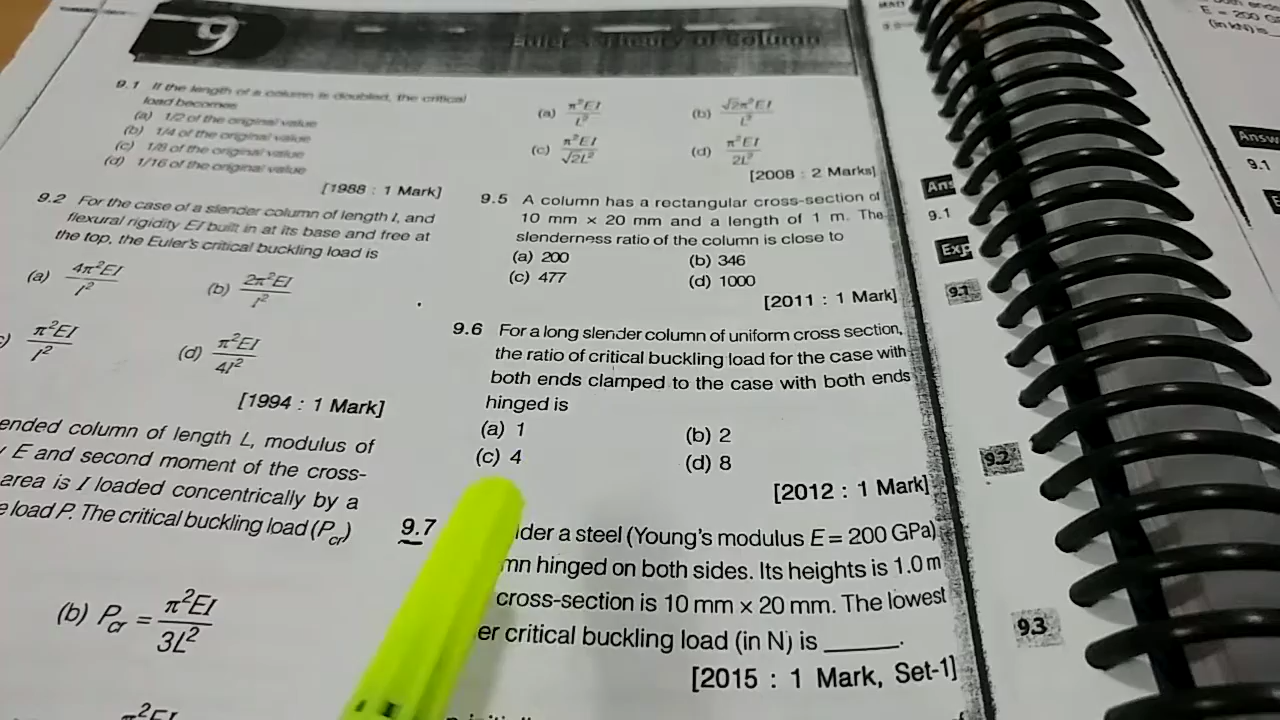 9
Euler's Theory of Column
9.1 If the length of a column is doubled, the critical
load becomes
(a) 1/2 of the original value
(b) 1/4 of the original value
(c) 1/8 of the original value
(d) 1/16 of the original value
[1988 : 1 Mark]
9.2 For the case of a slender column of length l, and
flexural rigidity EI built in at its base and free at
the top, the Euler's critical buckling load is
(a) 4π²EI/l² (b) 2π²EI/l²
π²EI/l² (d) π²EI/4l²
[1994 : 1 Mark]
ended column of length L, modulus of
E and second moment of the cross-
area is I loaded concentrically by a
load P. The critical buckling load (Pcr)
(b) Pcr = π²EI/3L²
π²EI
(a) π²EI/L² (b) √2π²EI/L²
(c) π²EI/√2L² (d) π²EI/2L²
[2008 : 2 Marks]
9.5 A column has a rectangular cross-section of
10 mm × 20 mm and a length of 1 m. The
slenderness ratio of the column is close to
(a) 200 (b) 346
(c) 477 (d) 1000
[2011 : 1 Mark]
9.6 For a long slender column of uniform cross section,
the ratio of critical buckling load for the case with
both ends clamped to the case with both ends
hinged is
(a) 1 (b) 2
(c) 4 (d) 8
[2012 : 1 Mark]
9.7 a steel (Young's modulus E = 200 GPa)
hinged on both sides. Its heights is 1.0 m
cross-section is 10 mm × 20 mm. The lowest
critical buckling load (in N) is ______.
[2015 : 1 Mark, Set-1]
Ans
9.1
Exp
9.1
9.2
9.3
E = 200
(in kN) is
Answ
9.1